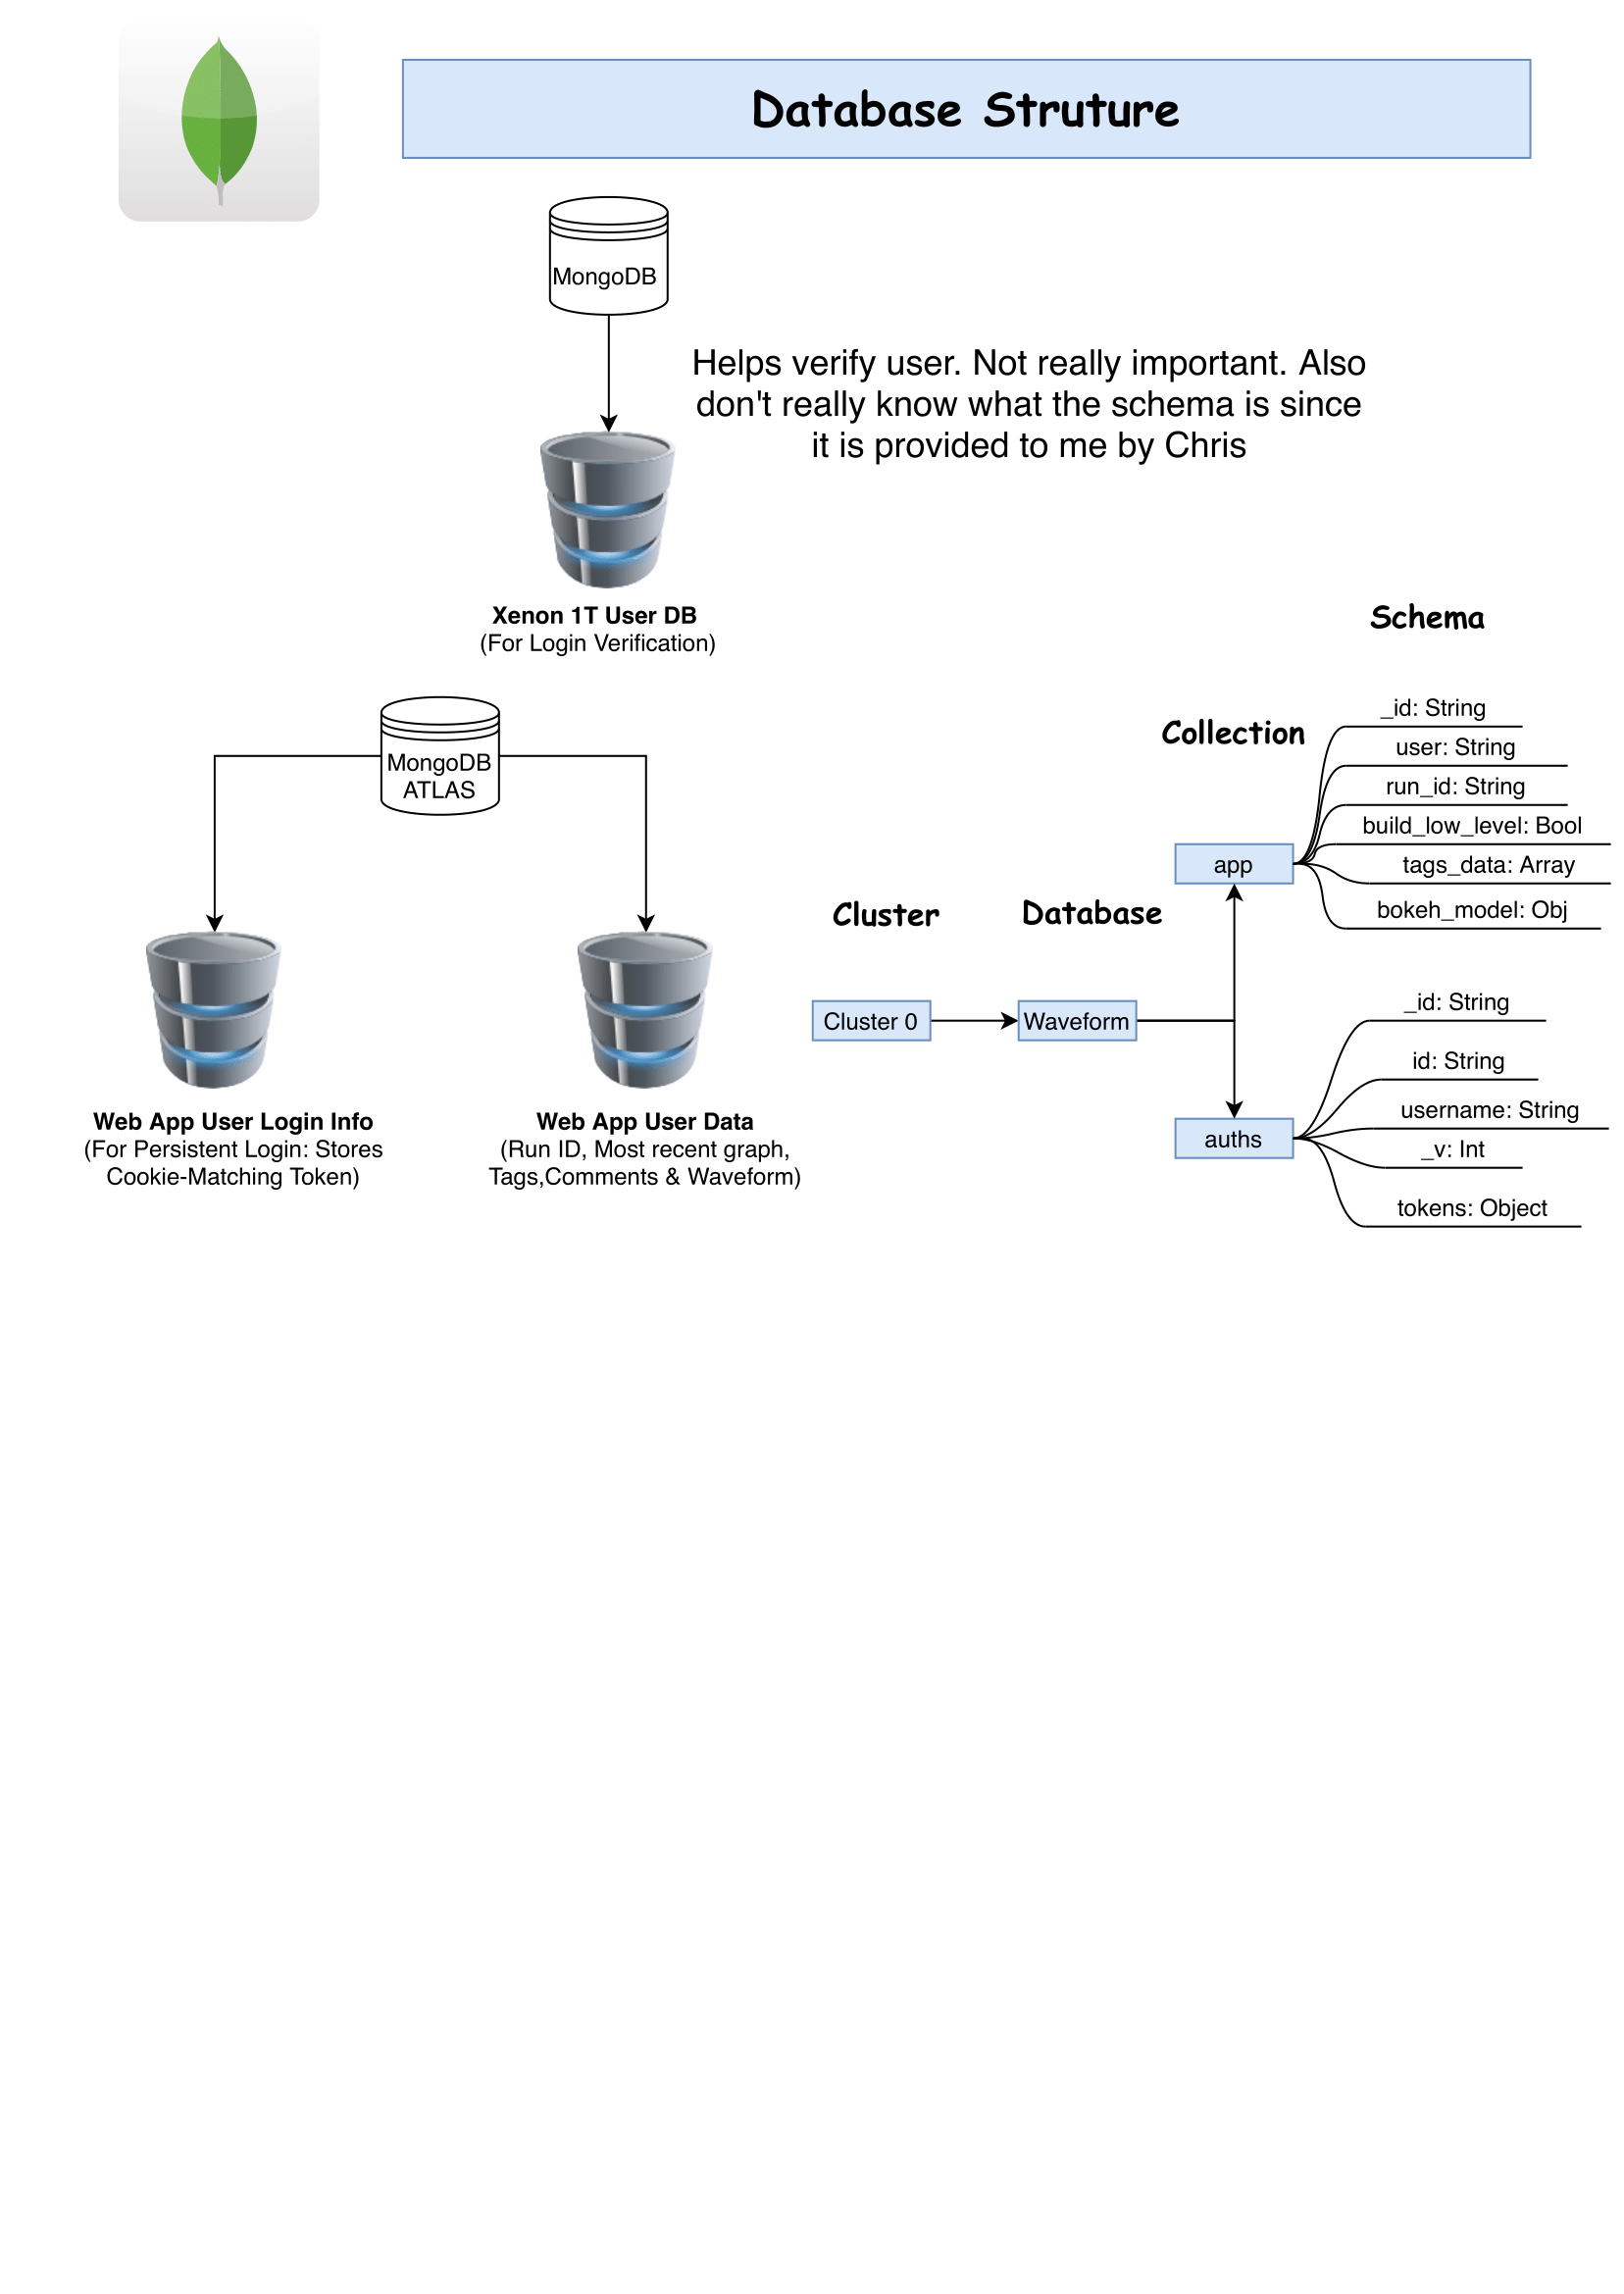 Database Struture
MongoDB
Helps verify user. Not really important. Also
don't really know what the schema is since
it is provided to me by Chris
Xenon 1T User DB
(For Login Verification)
MongoDB
ATLAS
Web App User Login Info
(For Persistent Login: Stores
Cookie-Matching Token)
Web App User Data
(Run ID, Most recent graph,
Tags,Comments & Waveform)
Cluster
Cluster 0
Database
Waveform
Collection
app
auths
Schema
_id: String
user: String
run_id: String
build_low_level: Bool
tags_data: Array
bokeh_model: Obj
_id: String
id: String
username: String
_v: Int
tokens: Object